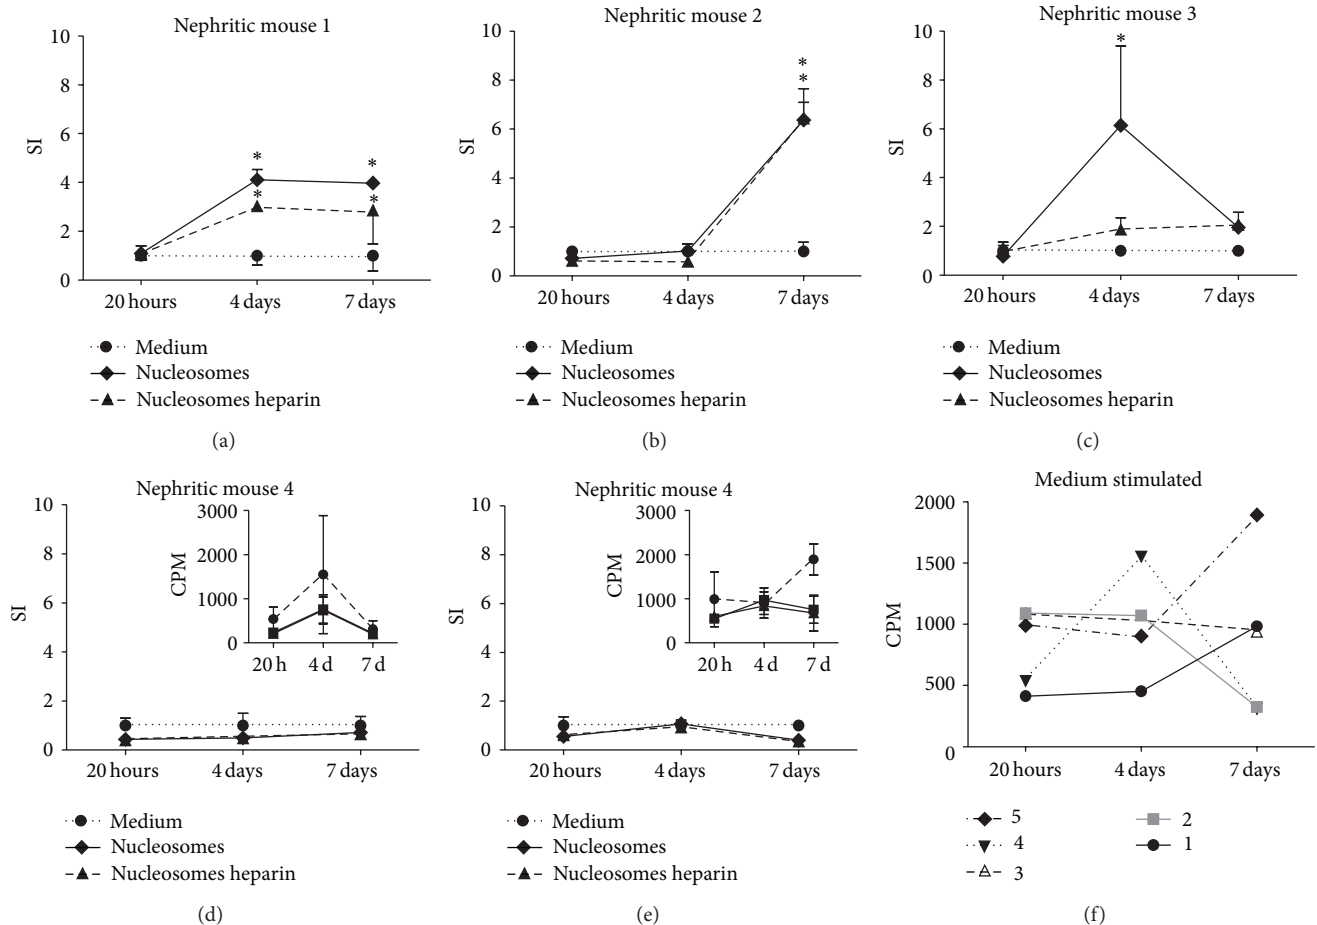 Nephritic mouse 1
10
8
6
4
2
0
SI
* * * *
20 hours 4 days 7 days
Medium
Nucleosomes
Nucleosomes heparin
(a)
Nephritic mouse 2
10
8
6
4
2
0
SI
*
*
20 hours 4 days 7 days
Medium
Nucleosomes
Nucleosomes heparin
(b)
Nephritic mouse 3
10
8
6
4
2
0
SI
*
20 hours 4 days 7 days
Medium
Nucleosomes
Nucleosomes heparin
(c)
Nephritic mouse 4
10
8
6
4
2
0
SI
3000
2000
1000
0
CPM
20 h 4 d 7 d
20 hours 4 days 7 days
Medium
Nucleosomes
Nucleosomes heparin
(d)
Nephritic mouse 4
10
8
6
4
2
0
SI
3000
2000
1000
0
CPM
20 h 4 d 7 d
20 hours 4 days 7 days
Medium
Nucleosomes
Nucleosomes heparin
(e)
Medium stimulated
2000
1500
1000
500
0
CPM
20 hours 4 days 7 days
5
4
3
2
1
(f)